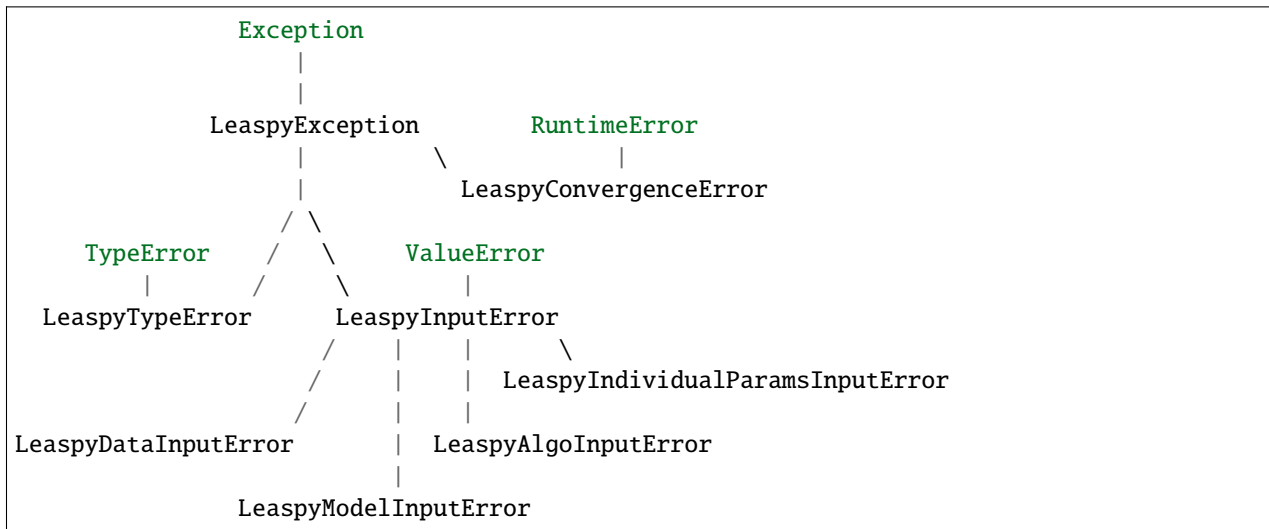 Exception
LeaspyException RuntimeError
LeaspyConvergenceError
TypeError ValueError
LeaspyTypeError LeaspyInputError
LeaspyIndividualParamsInputError
LeaspyDataInputError LeaspyAlgoInputError
LeaspyModelInputError